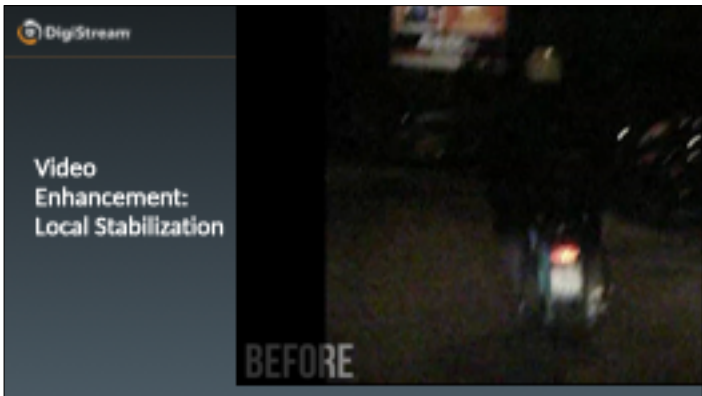 DigiStream
Video
Enhancement:
Local Stabilization
BEFORE